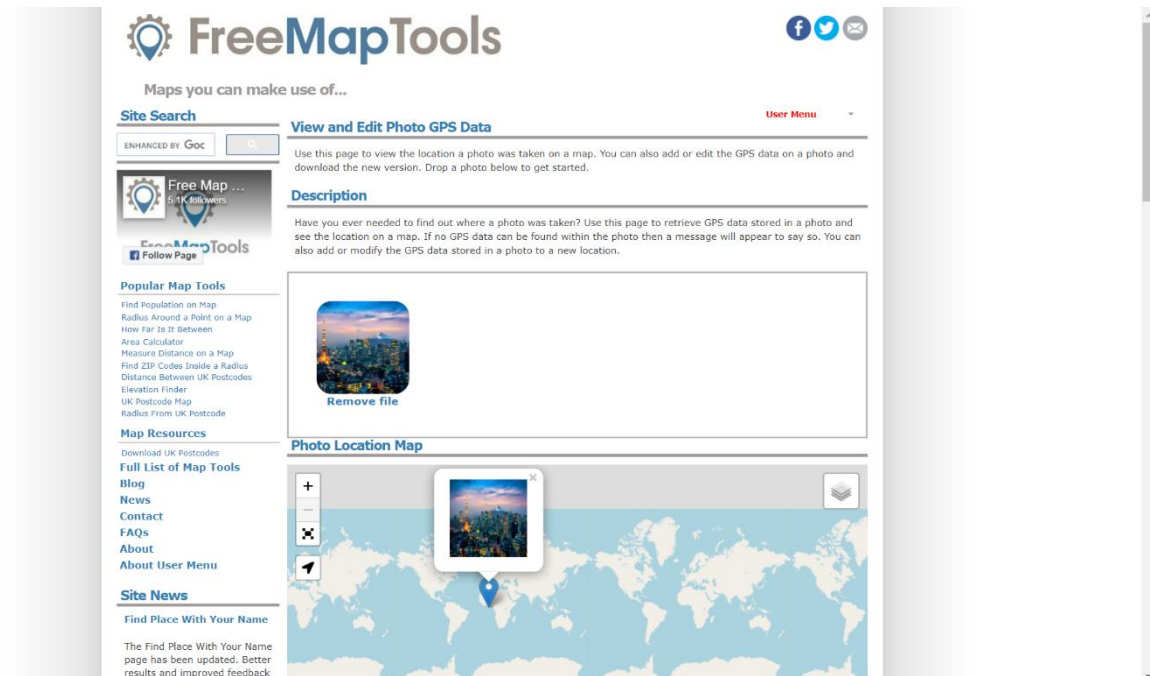 FreeMapTools
Maps you can make use of...
Site Search
ENHANCED BY Goc
Free Map ...
5.1K followers
FreeMapTools
Follow Page
Popular Map Tools
Find Population on Map
Radius Around a Point on a Map
How Far Is It Between
Area Calculator
Measure Distance on a Map
Find ZIP Codes Inside a Radius
Distance Between UK Postcodes
Elevation Finder
UK Postcode Map
Radius From UK Postcode
Map Resources
Download UK Postcodes
Full List of Map Tools
Blog
News
Contact
FAQs
About
About User Menu
Site News
Find Place With Your Name
The Find Place With Your Name
page has been updated. Better
results and improved feedback
User Menu
View and Edit Photo GPS Data
Use this page to view the location a photo was taken on a map. You can also add or edit the GPS data on a photo and
download the new version. Drop a photo below to get started.
Description
Have you ever needed to find out where a photo was taken? Use this page to retrieve GPS data stored in a photo and
see the location on a map. If no GPS data can be found within the photo then a message will appear to say so. You can
also add or modify the GPS data stored in a photo to a new location.
Remove file
Photo Location Map
+
−
×